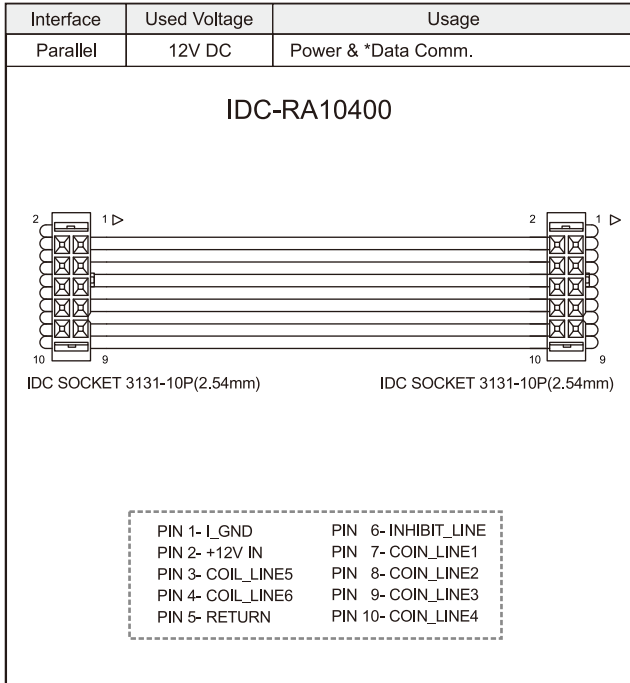 Interface Used Voltage Usage
Parallel 12V DC Power & *Data Comm.
IDC-RA10400
2 1 2 1
10 9 10 9
IDC SOCKET 3131-10P(2.54mm) IDC SOCKET 3131-10P(2.54mm)
PIN 1- I_GND PIN 6- INHIBIT_LINE
PIN 2- +12V IN PIN 7- COIN_LINE1
PIN 3- COIL_LINE5 PIN 8- COIN_LINE2
PIN 4- COIL_LINE6 PIN 9- COIN_LINE3
PIN 5- RETURN PIN 10- COIN_LINE4